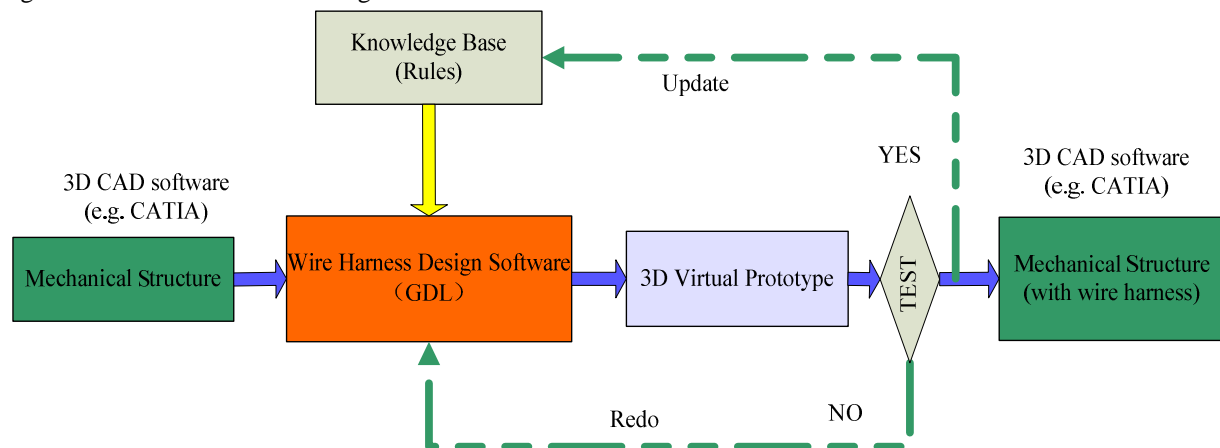 Knowledge Base
(Rules)
Update
YES
3D CAD software
(e.g. CATIA)
3D CAD software
(e.g. CATIA)
Mechanical Structure
Wire Harness Design Software
（GDL）
3D Virtual Prototype
TEST
Mechanical Structure
(with wire harness)
Redo
NO